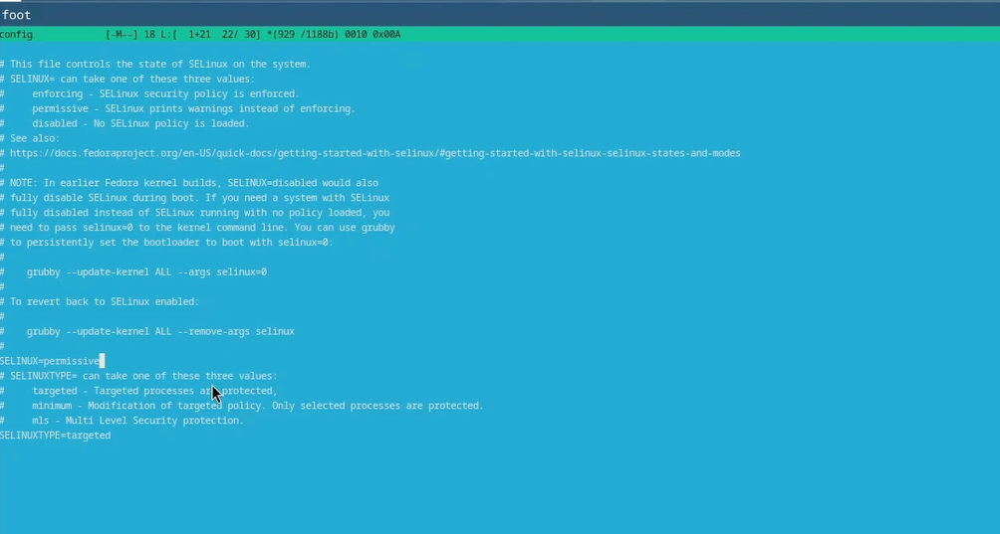 foot
config [-M--] 18 L:[ 1+21 22/ 30] *(929 /1188b) 0010 0x00A
# This file controls the state of SELinux on the system.
# SELINUX= can take one of these three values:
#     enforcing - SELinux security policy is enforced.
#     permissive - SELinux prints warnings instead of enforcing.
#     disabled - No SELinux policy is loaded.
# See also:
# https://docs.fedoraproject.org/en-US/quick-docs/getting-started-with-selinux/#getting-started-with-selinux-selinux-states-and-modes
#
# NOTE: In earlier Fedora kernel builds, SELINUX=disabled would also
# fully disable SELinux during boot. If you need a system with SELinux
# fully disabled instead of SELinux running with no policy loaded, you
# need to pass selinux=0 to the kernel command line. You can use grubby
# to persistently set the bootloader to boot with selinux=0:
#
#    grubby --update-kernel ALL --args selinux=0
#
# To revert back to SELinux enabled:
#
#    grubby --update-kernel ALL --remove-args selinux
#
SELINUX=permissive
# SELINUXTYPE= can take one of these three values:
#     targeted - Targeted processes are protected,
#     minimum - Modification of targeted policy. Only selected processes are protected.
#     mls - Multi Level Security protection.
SELINUXTYPE=targeted